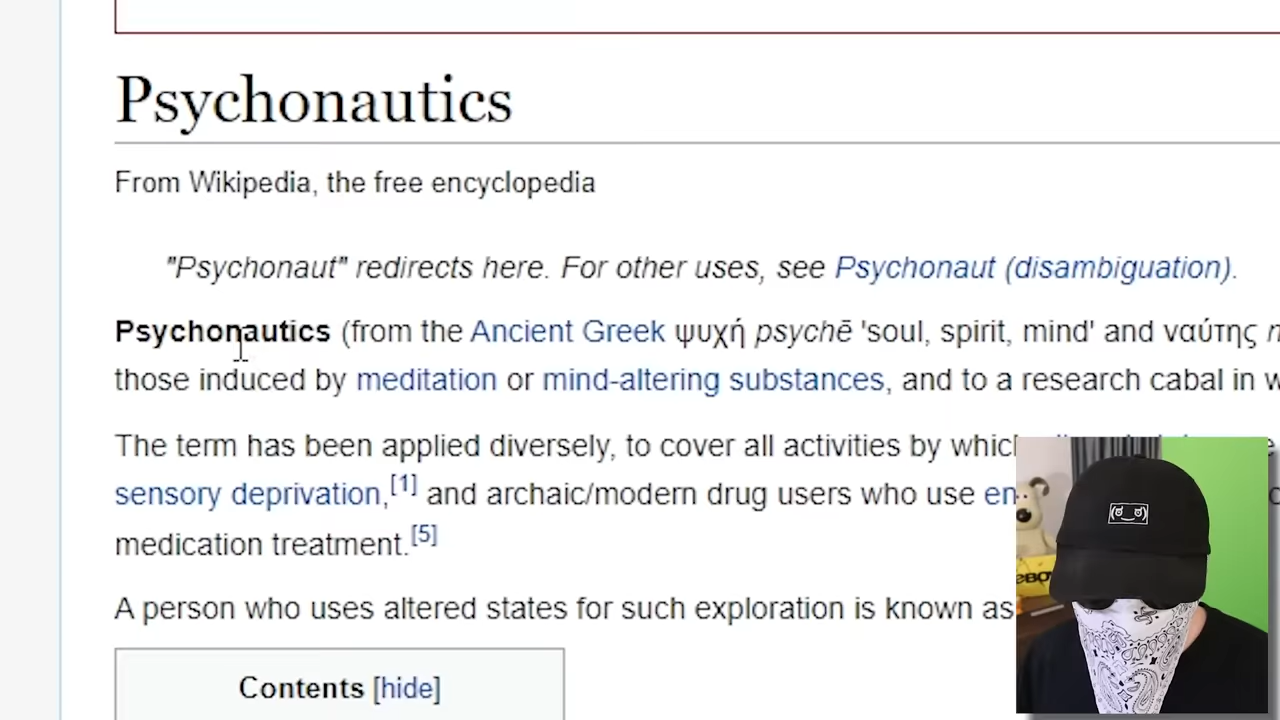 Psychonautics
From Wikipedia, the free encyclopedia
"Psychonaut" redirects here. For other uses, see Psychonaut (disambiguation).
Psychonautics (from the Ancient Greek ψυχή psychē 'soul, spirit, mind' and ναύτης
those induced by meditation or mind-altering substances, and to a research cabal in
The term has been applied diversely, to cover all activities by which
sensory deprivation,[1] and archaic/modern drug users who use
medication treatment.[5]
A person who uses altered states for such exploration is known as
Contents [hide]